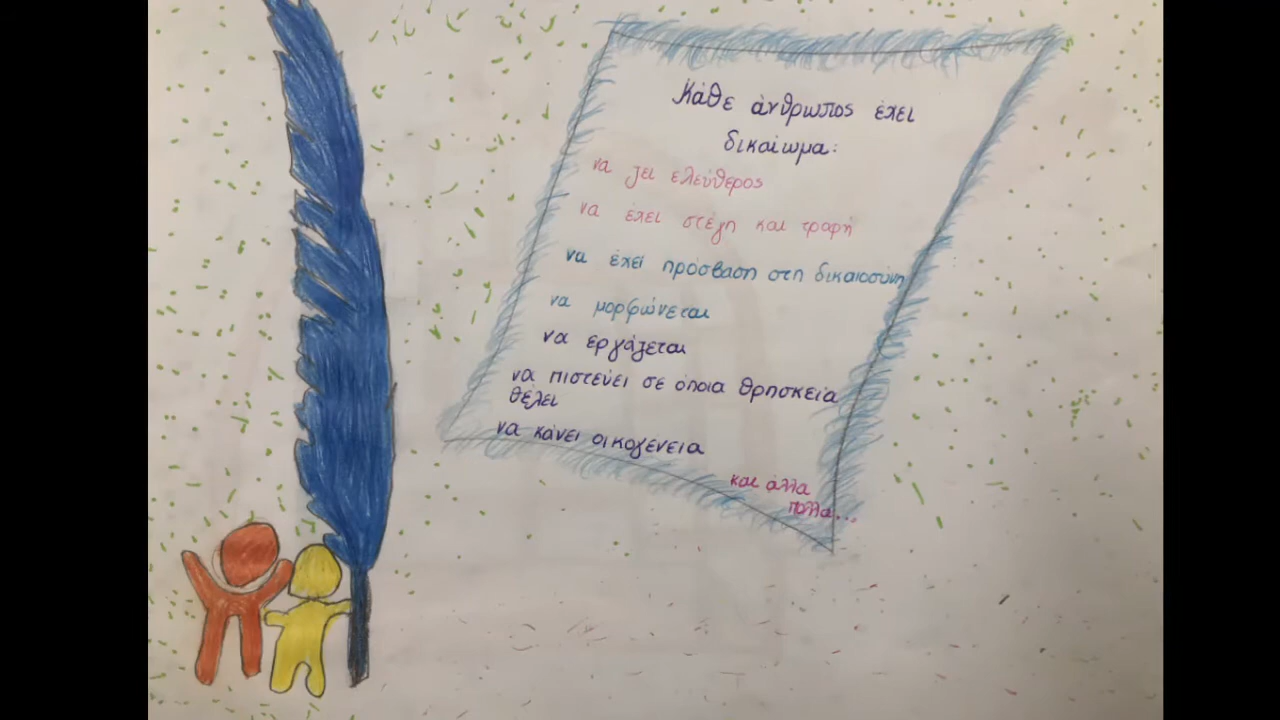 Κάθε άνθρωπος έχει
δικαίωμα:
να ζει ελεύθερος
να έχει στέγη και τροφή
να έχει πρόσβαση στη δικαιοσύνη
να μορφώνεται
να εργάζεται
να πιστεύει σε όποια θρησκεία
θέλει
να κάνει οικογένεια
και άλλα
πολλά...